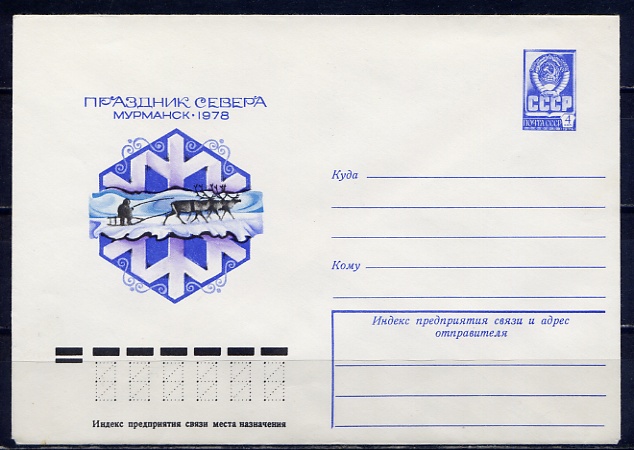 ПРАЗДНИК СЕВЕРА
МУРМАНСК • 1978
СССР
ПОЧТА СССР 4
Куда
Кому
Индекс предприятия связи и адрес
отправителя
Индекс предприятия связи места назначения